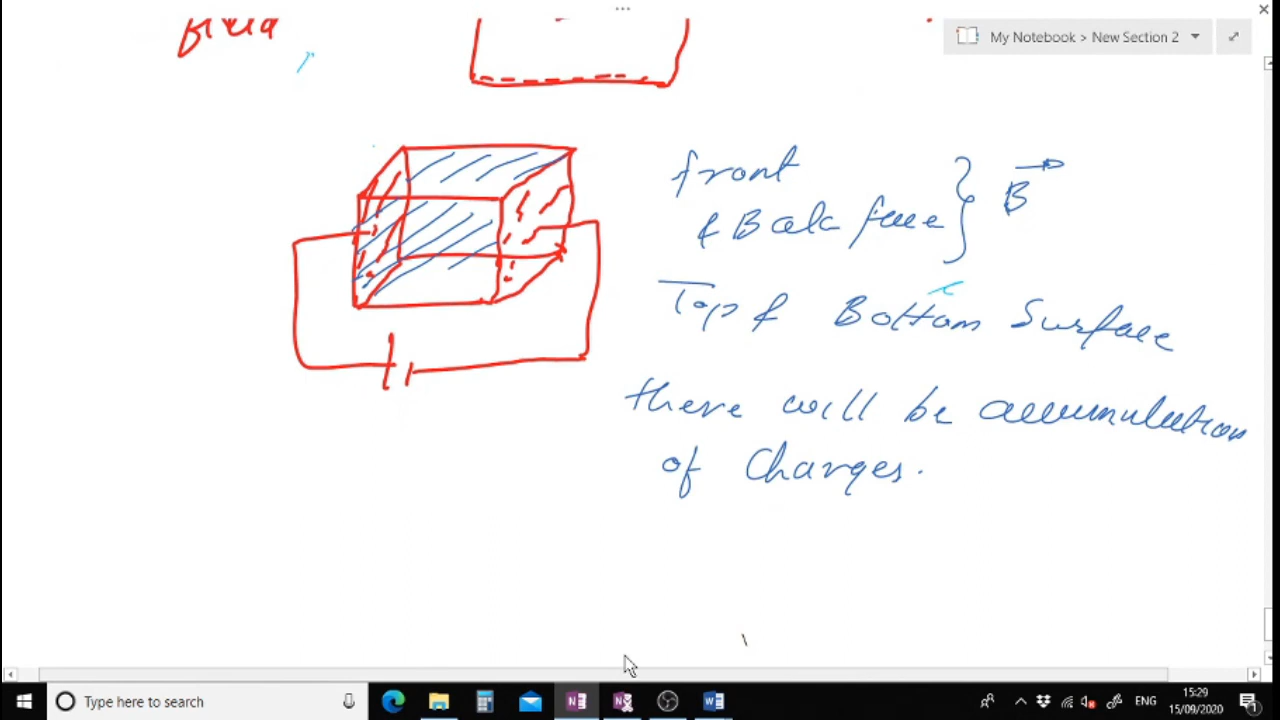 field
My Notebook > New Section 2
front
& Back face } B
Top & Bottom Surface
there will be accumulation
of Charges.
Type here to search
ENG
15:29
15/09/2020